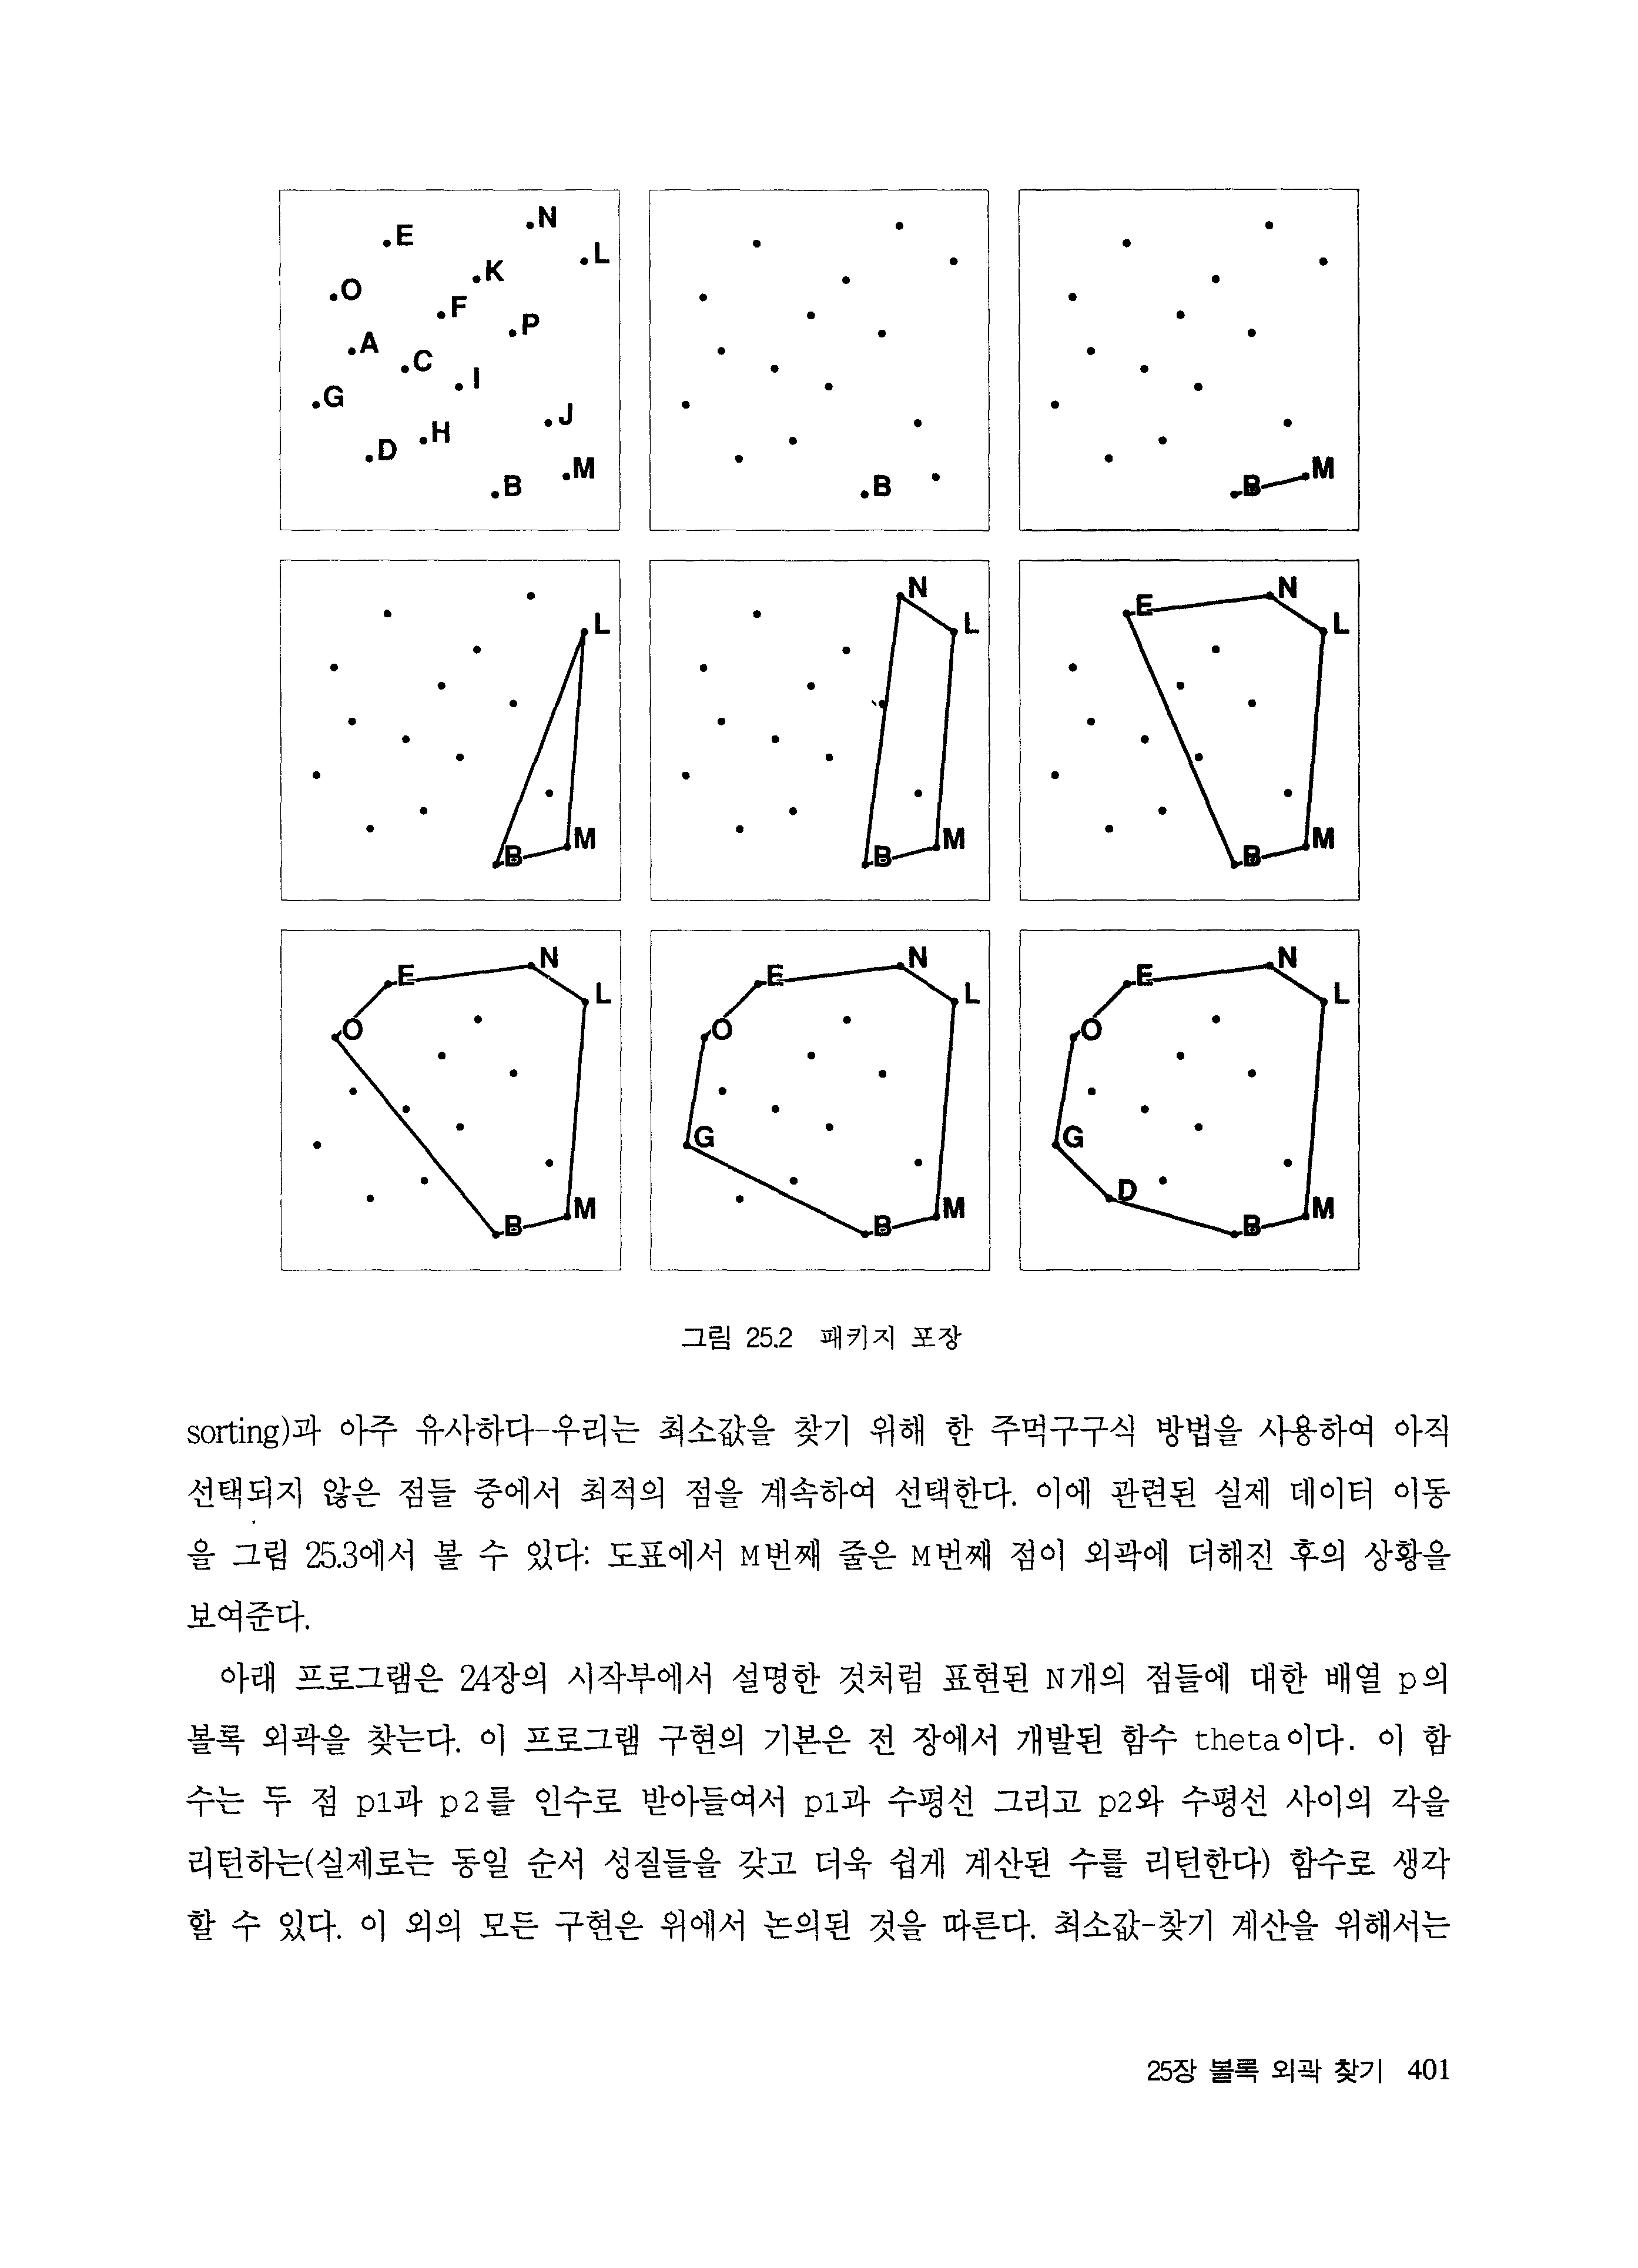 .E .N
.L
.K
.O
.F
.P
.A
.C
.I
.G
.J
.H
.D
.M
.B
.B
B M
L
B M
N
L
B M
E N
L
B M
E N
L
O
B M
E N
L
O
G
B M
E N
L
O
G
D
B M
그림 25.2 패키지 포장
sorting)과 아주 유사하다-우리는 최소값을 찾기 위해 한 주먹구구식 방법을 사용하여 아직
선택되지 않은 점들 중에서 최적의 점을 계속하여 선택한다. 이에 관련된 실제 데이터 이동
을 그림 25.3에서 볼 수 있다: 도표에서 M번째 줄은 M번째 점이 외곽에 더해진 후의 상황을
보여준다.
아래 프로그램은 24장의 시작부에서 설명한 것처럼 표현된 N개의 점들에 대한 배열 p의
볼록 외곽을 찾는다. 이 프로그램 구현의 기본은 전 장에서 개발된 함수 theta이다. 이 함
수는 두 점 p1과 p2를 인수로 받아들여서 p1과 수평선 그리고 p2와 수평선 사이의 각을
리턴하는(실제로는 동일 순서 성질들을 갖고 더욱 쉽게 계산된 수를 리턴한다) 함수로 생각
할 수 있다. 이 외의 모든 구현은 위에서 논의된 것을 따른다. 최소값-찾기 계산을 위해서는
25장 볼록 외곽 찾기 401